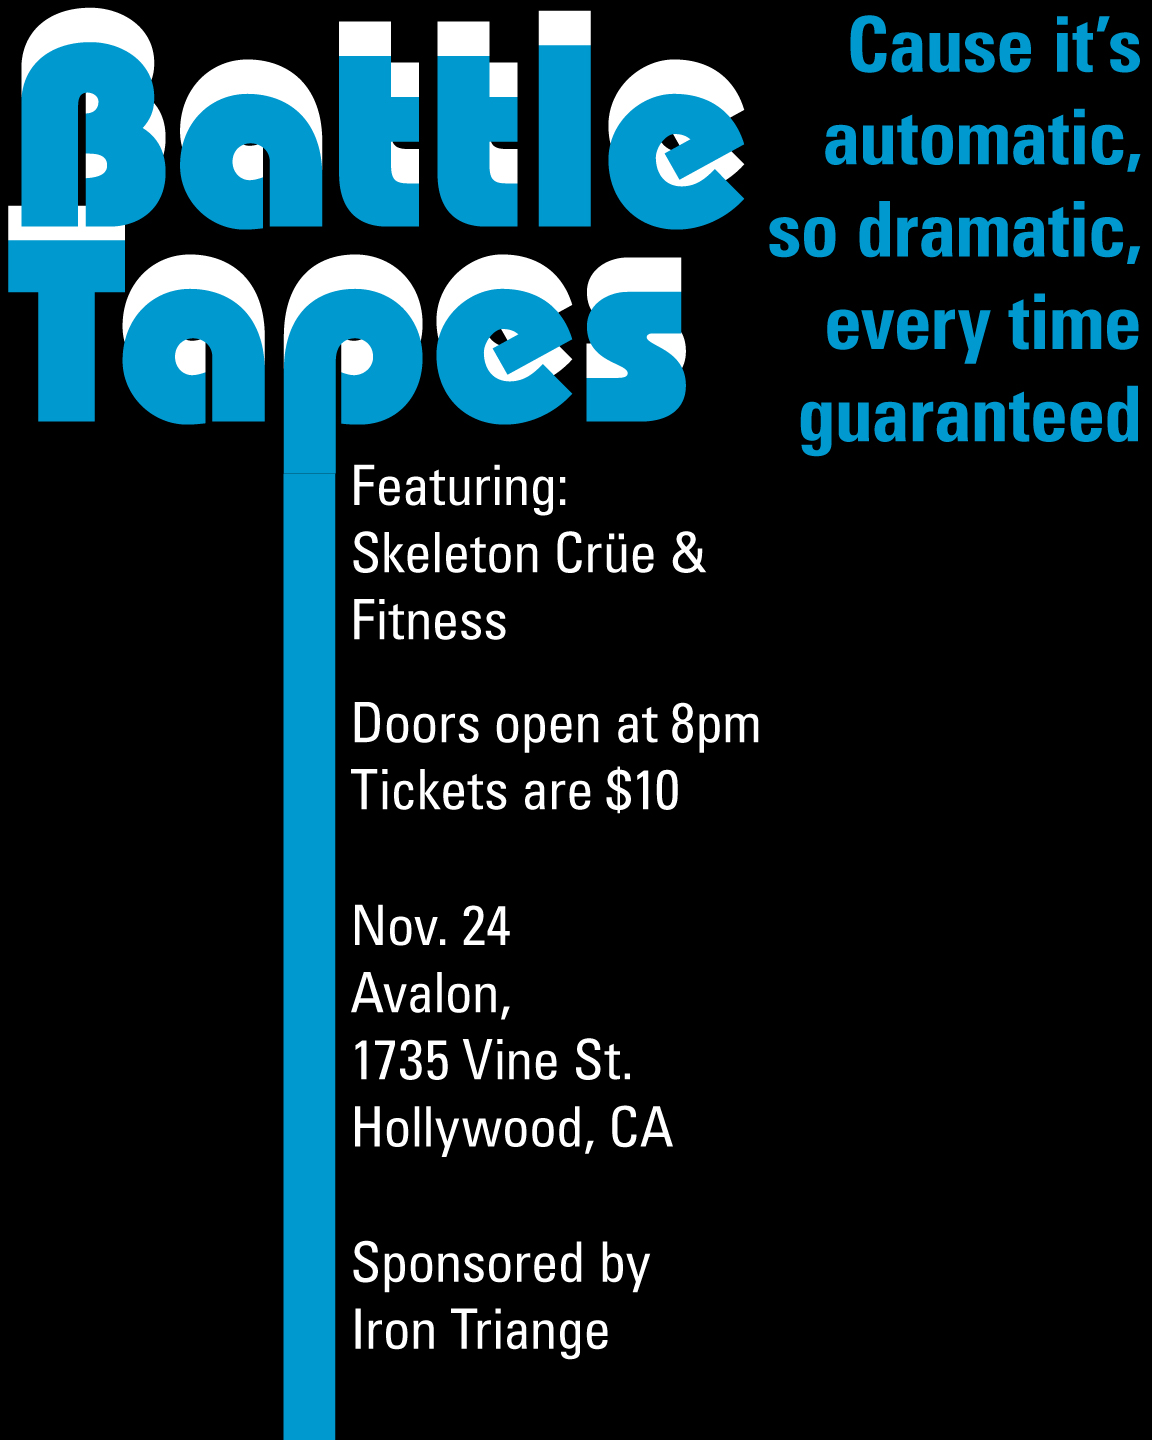 Battle
Tapes
Cause it’s
automatic,
so dramatic,
every time
guaranteed
Featuring:
Skeleton Crüe &
Fitness
Doors open at 8pm
Tickets are $10
Nov. 24
Avalon,
1735 Vine St.
Hollywood, CA
Sponsored by
Iron Triange